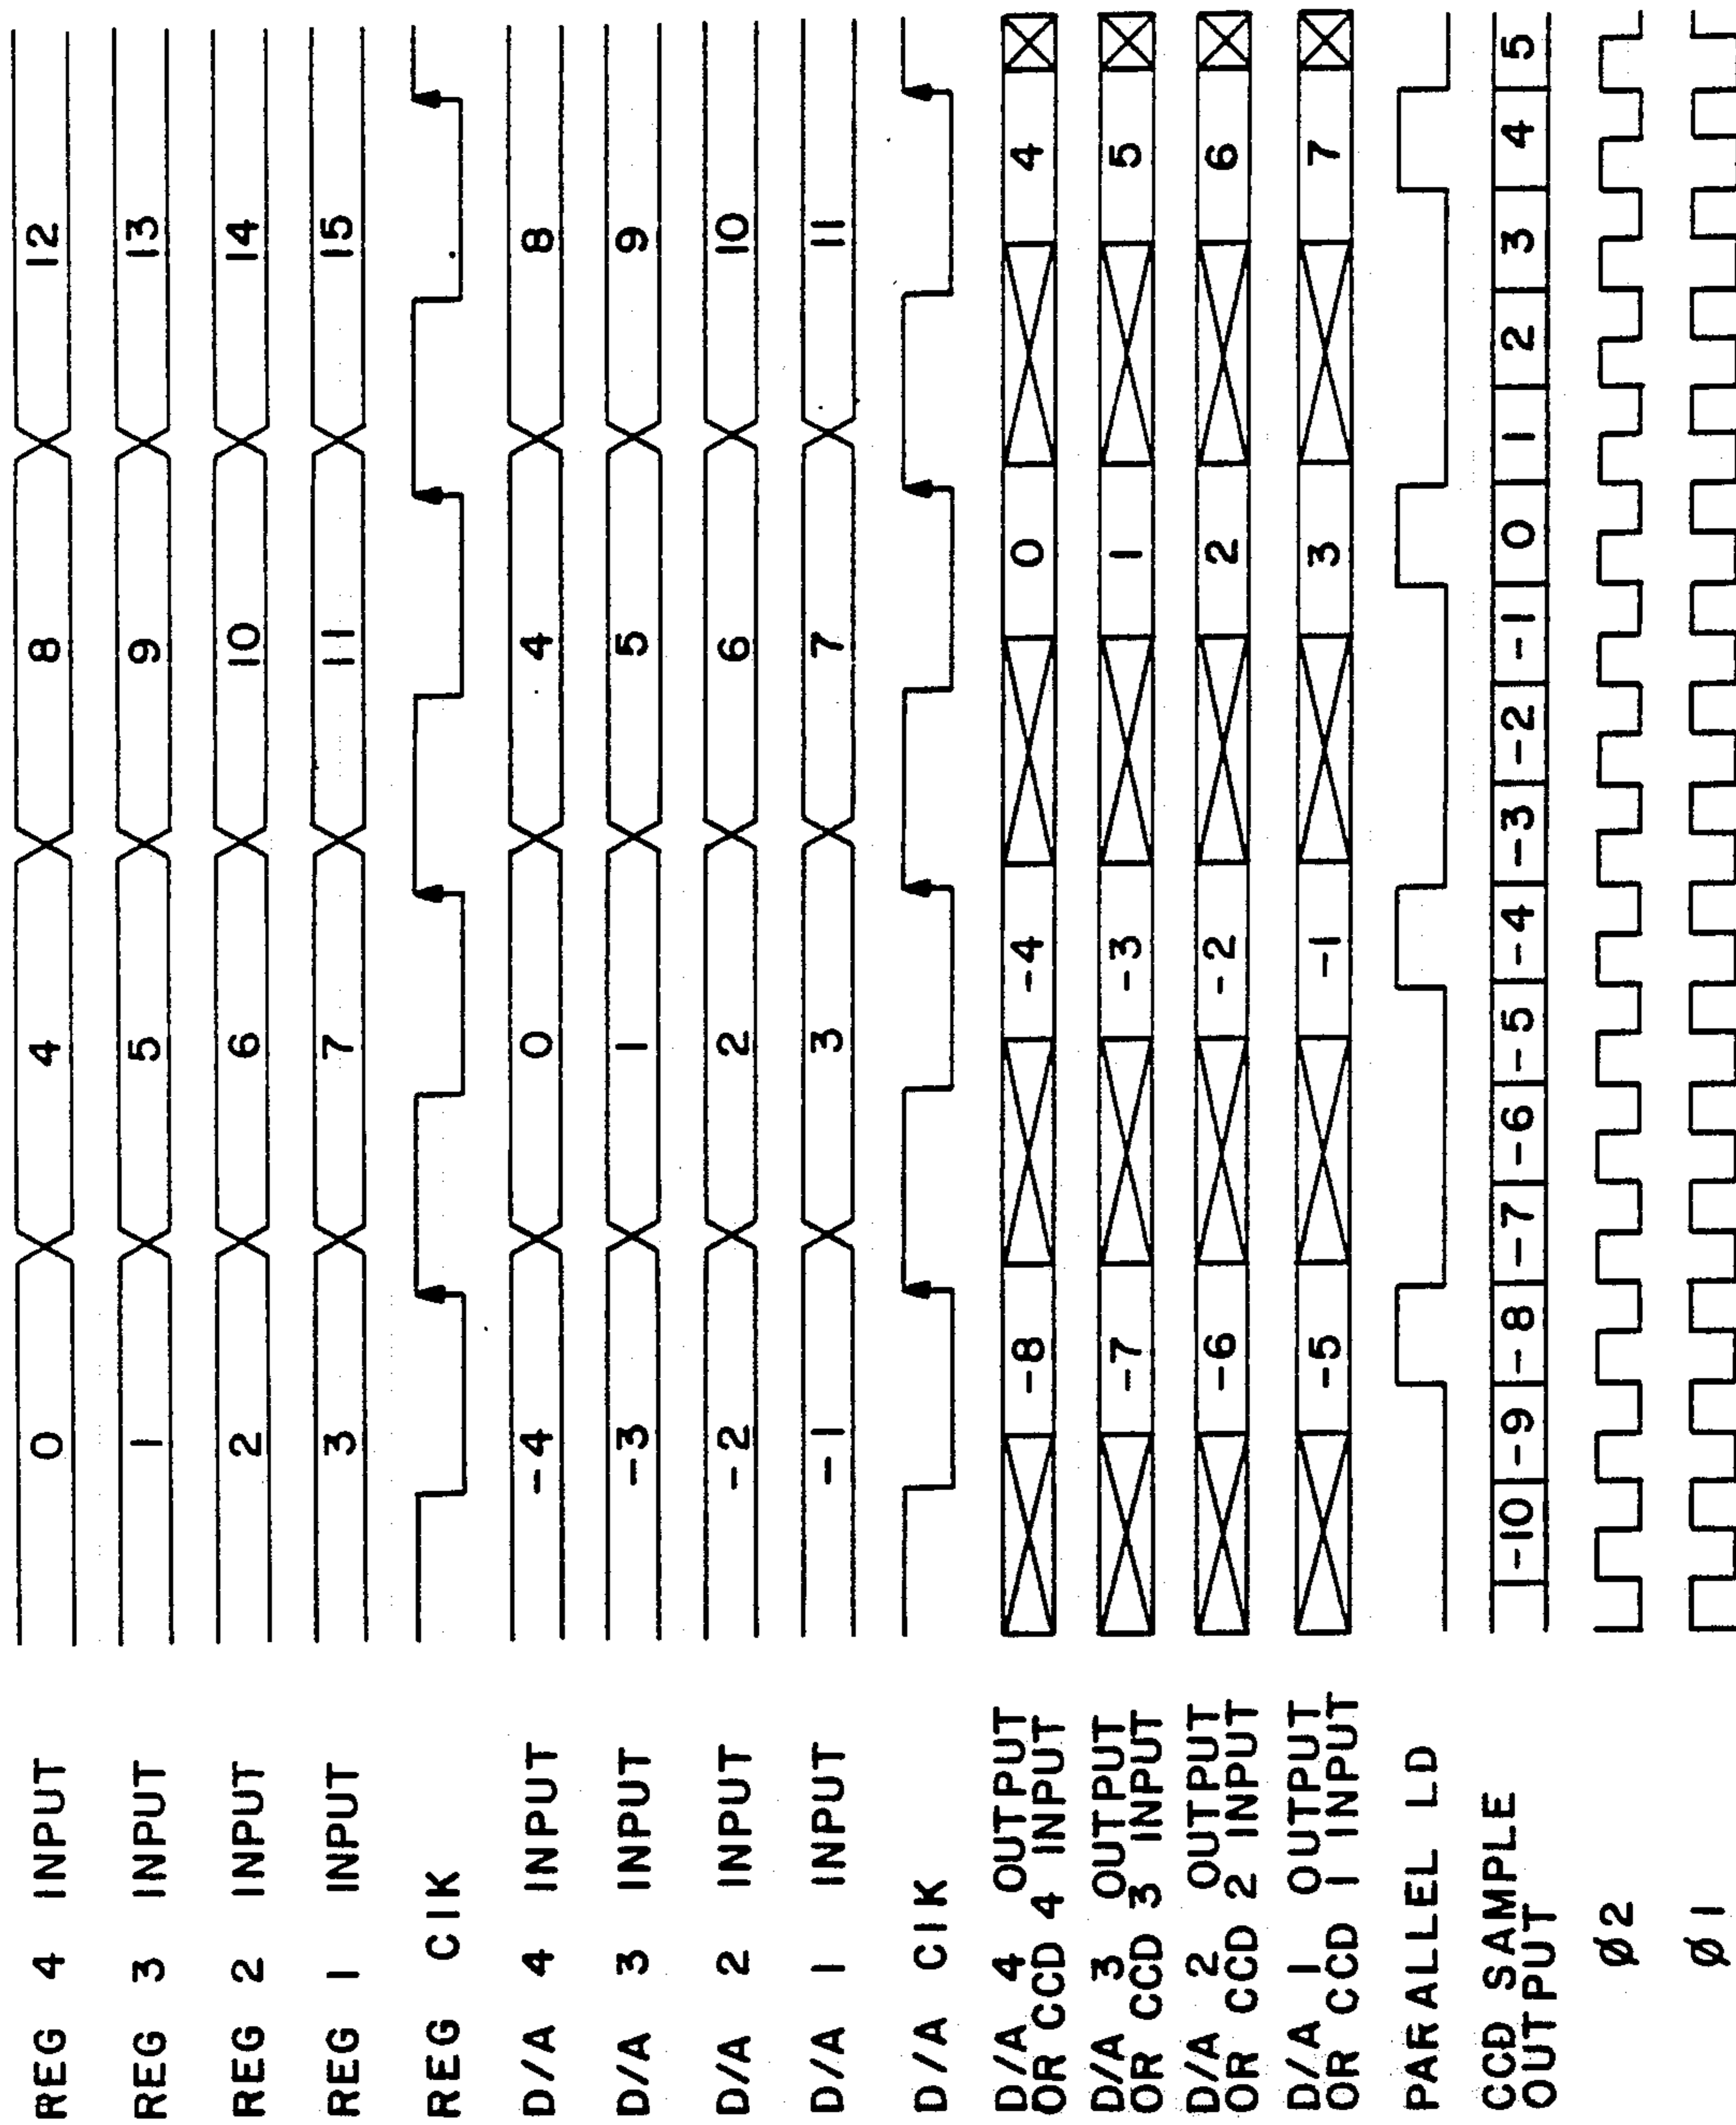 REG 4 INPUT 0 4 8 12
REG 3 INPUT 1 5 9 13
REG 2 INPUT 2 6 10 14
REG 1 INPUT 3 7 11 15
REG ClK
D/A 4 INPUT -4 0 4 8
D/A 3 INPUT -3 1 5 9
D/A 2 INPUT -2 2 6 10
D/A 1 INPUT -1 3 7 11
D/A ClK
D/A 4 OUTPUT
OR CCD 4 INPUT -8 -4 0 4
D/A 3 OUTPUT
OR CCD 3 INPUT -7 -3 1 5
D/A 2 OUTPUT
OR CCD 2 INPUT -6 -2 2 6
D/A 1 OUTPUT
OR CCD 1 INPUT -5 -1 3 7
PARALLEL LD
CCD SAMPLE
OUTPUT -10 -9 -8 -7 -6 -5 -4 -3 -2 -1 0 1 2 3 4 5
Ø2
Ø1